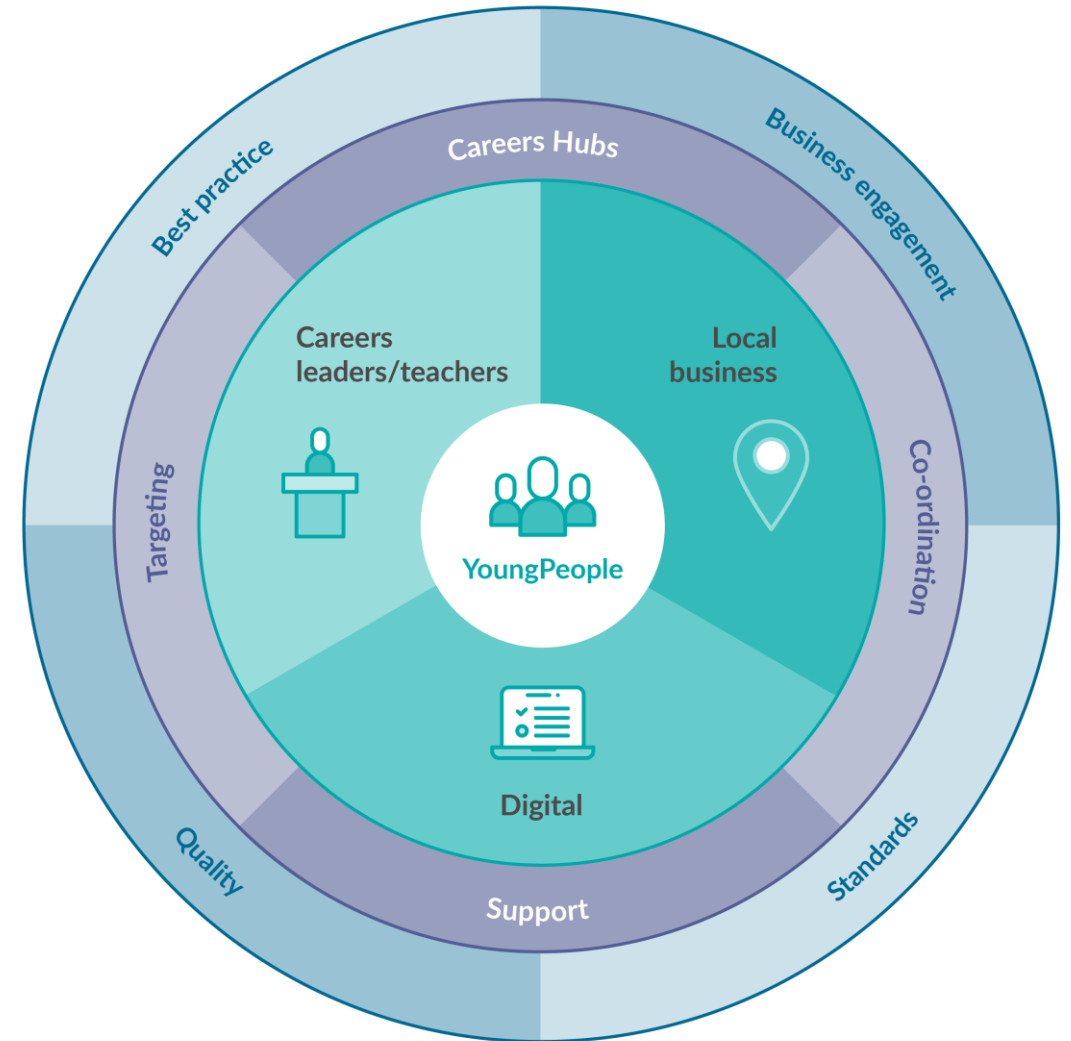 Best practice
Business engagement
Careers Hubs
Careers
leaders/teachers
Local
business
Targeting
Co-ordination
YoungPeople
Digital
Quality
Standards
Support